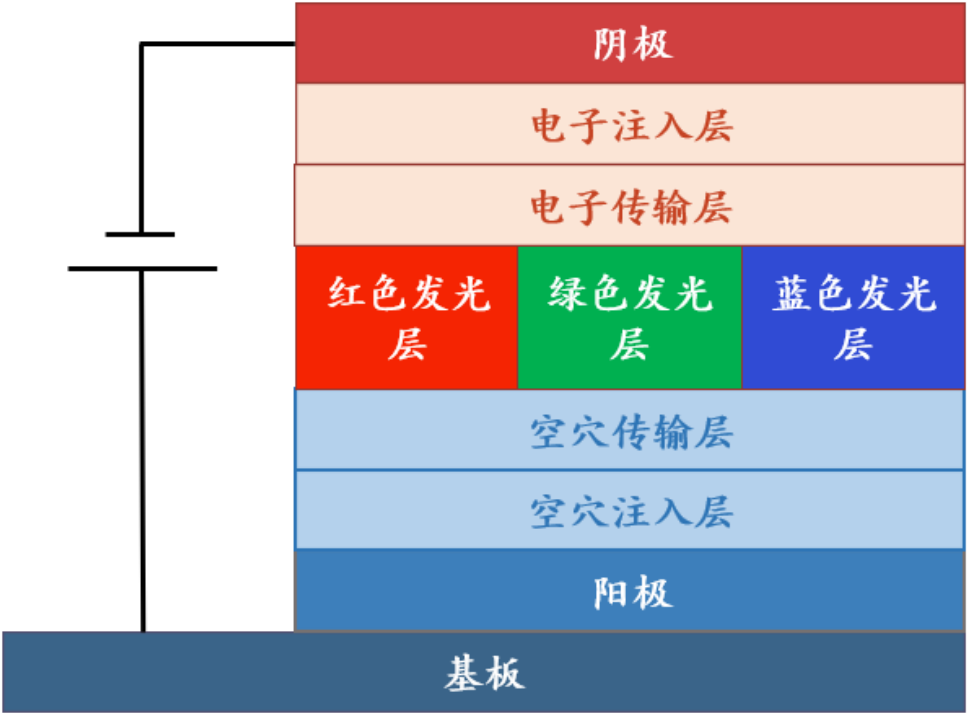 阴极
电子注入层
电子传输层
红色发光
层
绿色发光
层
蓝色发光
层
空穴传输层
空穴注入层
阳极
基板